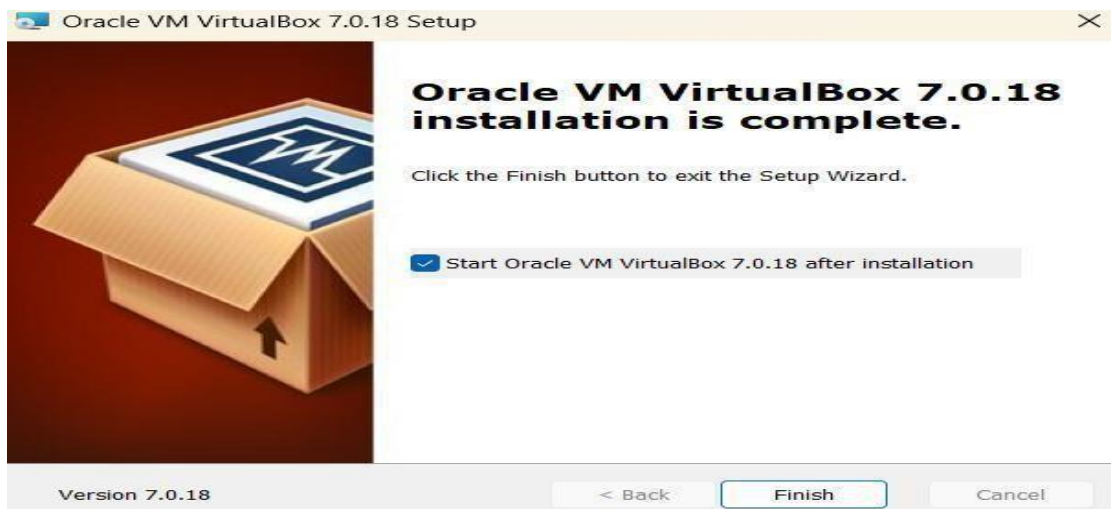 Oracle VM VirtualBox 7.0.18 Setup
Oracle VM VirtualBox 7.0.18
installation is complete.
Click the Finish button to exit the Setup Wizard.
Start Oracle VM VirtualBox 7.0.18 after installation
Version 7.0.18
< Back Finish Cancel